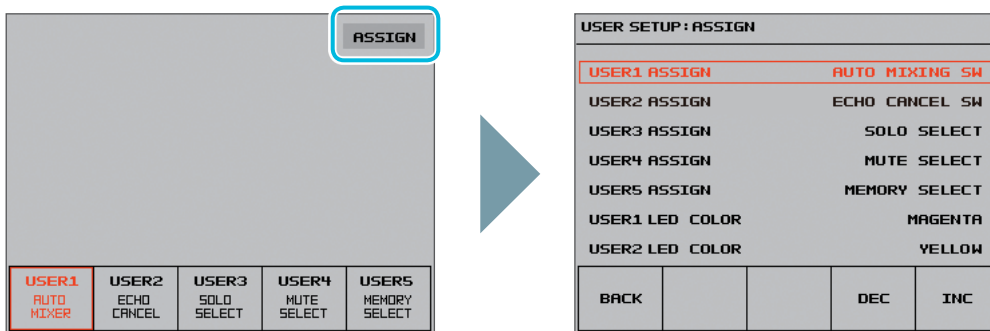 ASSIGN
USER1 USER2 USER3 USER4 USER5
AUTO ECHO SOLO MUTE MEMORY
MIXER CANCEL SELECT SELECT SELECT
USER SETUP:ASSIGN
USER1 ASSIGN AUTO MIXING SW
USER2 ASSIGN ECHO CANCEL SW
USER3 ASSIGN SOLO SELECT
USER4 ASSIGN MUTE SELECT
USER5 ASSIGN MEMORY SELECT
USER1 LED COLOR MAGENTA
USER2 LED COLOR YELLOW
BACK DEC INC